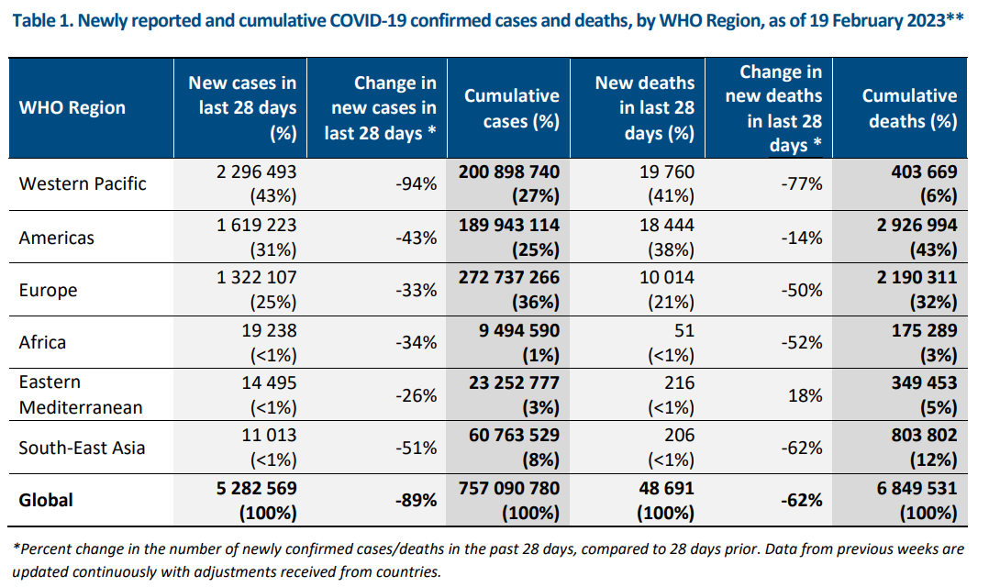 Table 1. Newly reported and cumulative COVID-19 confirmed cases and deaths, by WHO Region, as of 19 February 2023**
WHO Region
New cases in
last 28 days
(%)
Change in
new cases in
last 28 days *
Cumulative
cases (%)
New deaths
in last 28
days (%)
Change in
new deaths
in last 28
days *
Cumulative
deaths (%)
Western Pacific
2 296 493
(43%)
-94%
200 898 740
(27%)
19 760
(41%)
-77%
403 669
(6%)
Americas
1 619 223
(31%)
-43%
189 943 114
(25%)
18 444
(38%)
-14%
2 926 994
(43%)
Europe
1 322 107
(25%)
-33%
272 737 266
(36%)
10 014
(21%)
-50%
2 190 311
(32%)
Africa
19 238
(<1%)
-34%
9 494 590
(1%)
51
(<1%)
-52%
175 289
(3%)
Eastern
Mediterranean
14 495
(<1%)
-26%
23 252 777
(3%)
216
(<1%)
18%
349 453
(5%)
South-East Asia
11 013
(<1%)
-51%
60 763 529
(8%)
206
(<1%)
-62%
803 802
(12%)
Global
5 282 569
(100%)
-89%
757 090 780
(100%)
48 691
(100%)
-62%
6 849 531
(100%)
*Percent change in the number of newly confirmed cases/deaths in the past 28 days, compared to 28 days prior. Data from previous weeks are
updated continuously with adjustments received from countries.